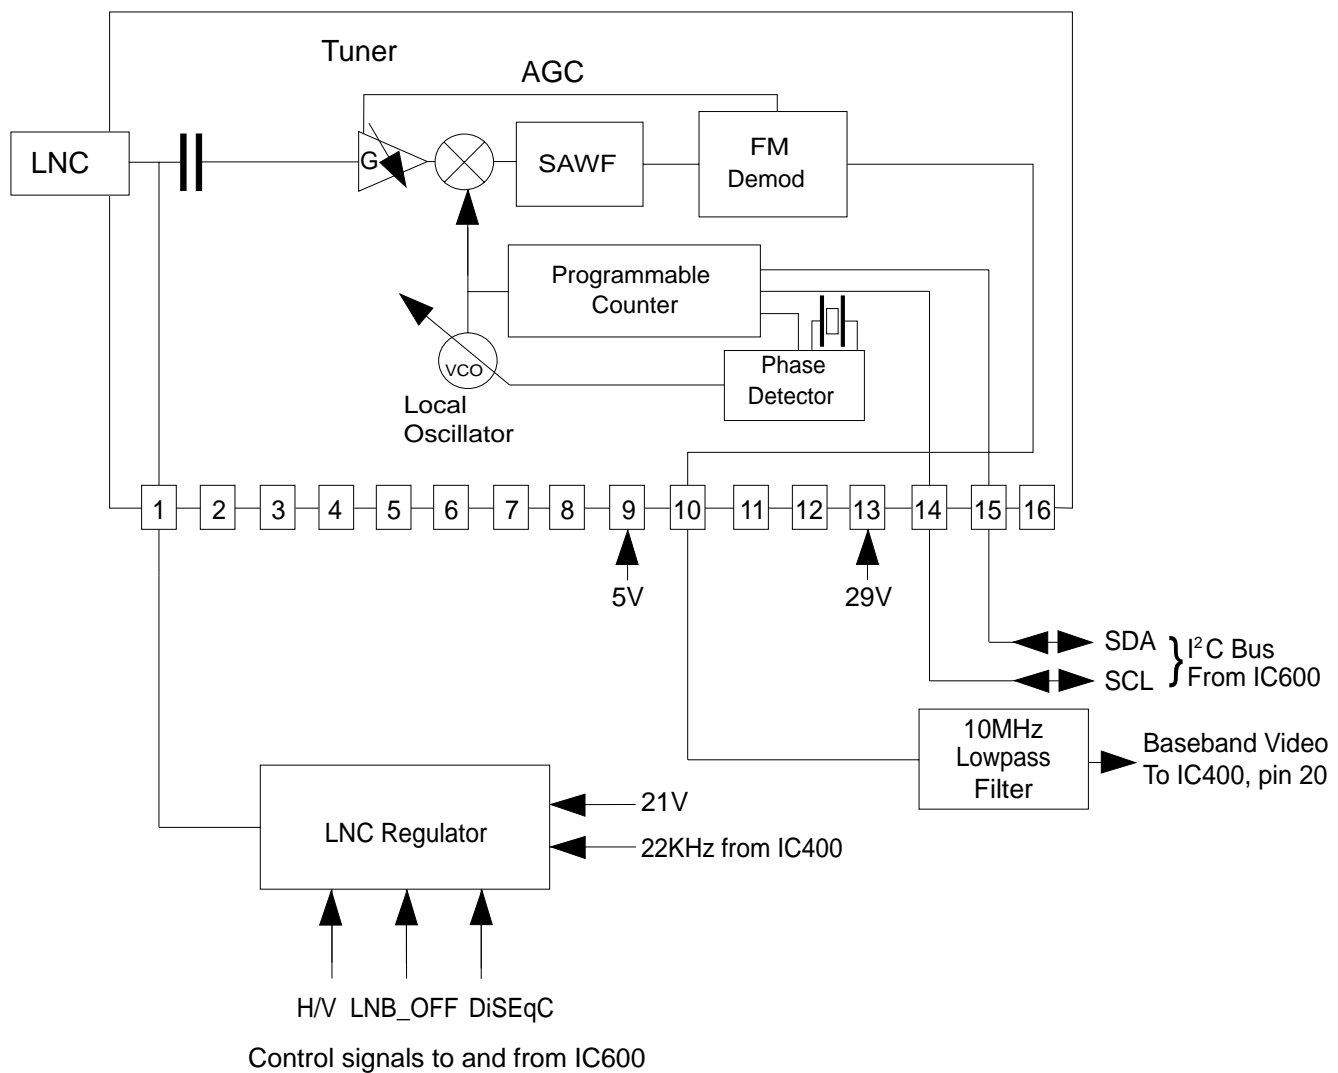 Tuner
AGC
LNC
G
SAWF
FM
Demod
Programmable
Counter
VCO
Phase
Detector
Local
Oscillator
1 2 3 4 5 6 7 8 9 10 11 12 13 14 15 16
5V
29V
SDA
SCL
I²C Bus
From IC600
10MHz
Lowpass
Filter
Baseband Video
To IC400, pin 20
LNC Regulator
21V
22KHz from IC400
H/V LNB_OFF DiSEqC
Control signals to and from IC600